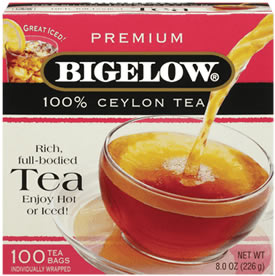 GREAT ICED!
PREMIUM
BIGELOW®
100% CEYLON TEA
Rich,
full-bodied
Tea
Enjoy Hot
or Iced!
100 TEA BAGS
INDIVIDUALLY WRAPPED
NET WT
8.0 OZ (226 g)